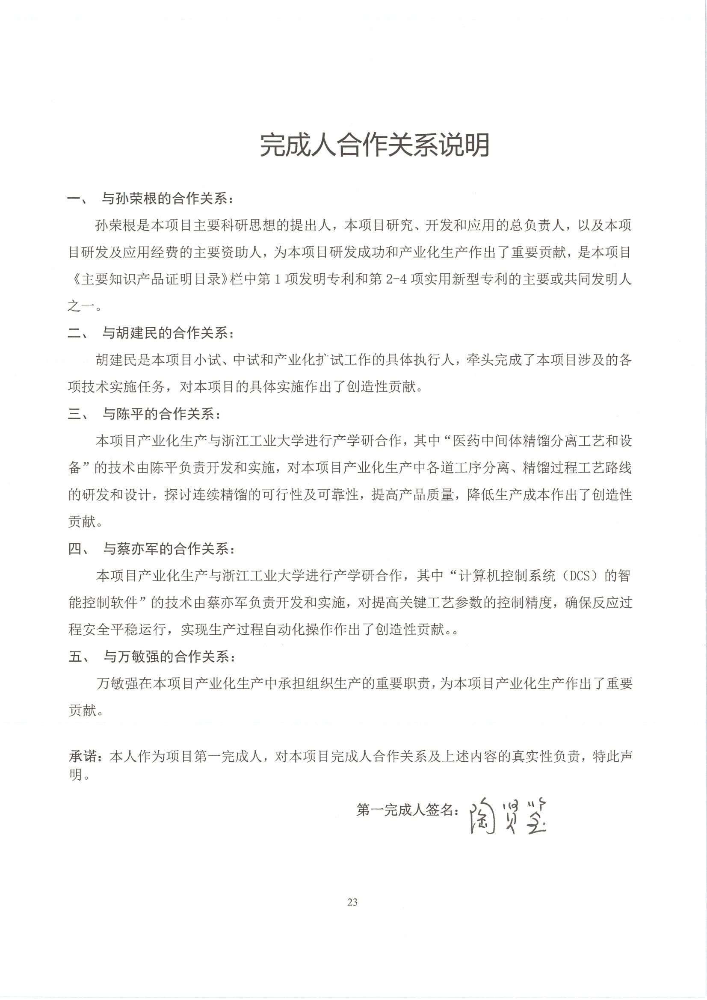 完成人合作关系说明
一、 与孙荣根的合作关系：
孙荣根是本项目主要科研思想的提出人，本项目研究、开发和应用的总负责人，以及本项
目研发及应用经费的主要资助人，为本项目研发成功和产业化生产作出了重要贡献，是本项目
《主要知识产品证明目录》栏中第 1 项发明专利和第 2-4 项实用新型专利的主要或共同发明人
之一。
二、 与胡建民的合作关系：
胡建民是本项目小试、中试和产业化扩试工作的具体执行人，牵头完成了本项目涉及的各
项技术实施任务，对本项目的具体实施作出了创造性贡献。
三、 与陈平的合作关系：
本项目产业化生产与浙江工业大学进行产学研合作，其中“医药中间体精馏分离工艺和设
备”的技术由陈平负责开发和实施，对本项目产业化生产中各道工序分离、精馏过程工艺路线
的研发和设计，探讨连续精馏的可行性及可靠性，提高产品质量，降低生产成本作出了创造性
贡献。
四、 与蔡亦军的合作关系：
本项目产业化生产与浙江工业大学进行产学研合作，其中“计算机控制系统（DCS）的智
能控制软件”的技术由蔡亦军负责开发和实施，对提高关键工艺参数的控制精度，确保反应过
程安全平稳运行，实现生产过程自动化操作作出了创造性贡献。。
五、 与万敏强的合作关系：
万敏强在本项目产业化生产中承担组织生产的重要职责，为本项目产业化生产作出了重要
贡献。
承诺：本人作为项目第一完成人，对本项目完成人合作关系及上述内容的真实性负责，特此声
明。
第一完成人签名：陶贤
23